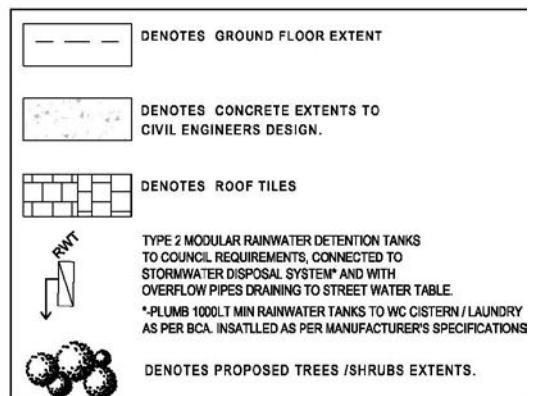 DENOTES GROUND FLOOR EXTENT
DENOTES CONCRETE EXTENTS TO
CIVIL ENGINEERS DESIGN.
DENOTES ROOF TILES
RWT
TYPE 2 MODULAR RAINWATER DETENTION TANKS
TO COUNCIL REQUIREMENTS, CONNECTED TO
STORMWATER DISPOSAL SYSTEM* AND WITH
OVERFLOW PIPES DRAINING TO STREET WATER TABLE.
*-PLUMB 1000LT MIN RAINWATER TANKS TO WC CISTERN / LAUNDRY
AS PER BCA. INSATLLED AS PER MANUFACTURER'S SPECIFICATIONS
DENOTES PROPOSED TREES /SHRUBS EXTENTS.